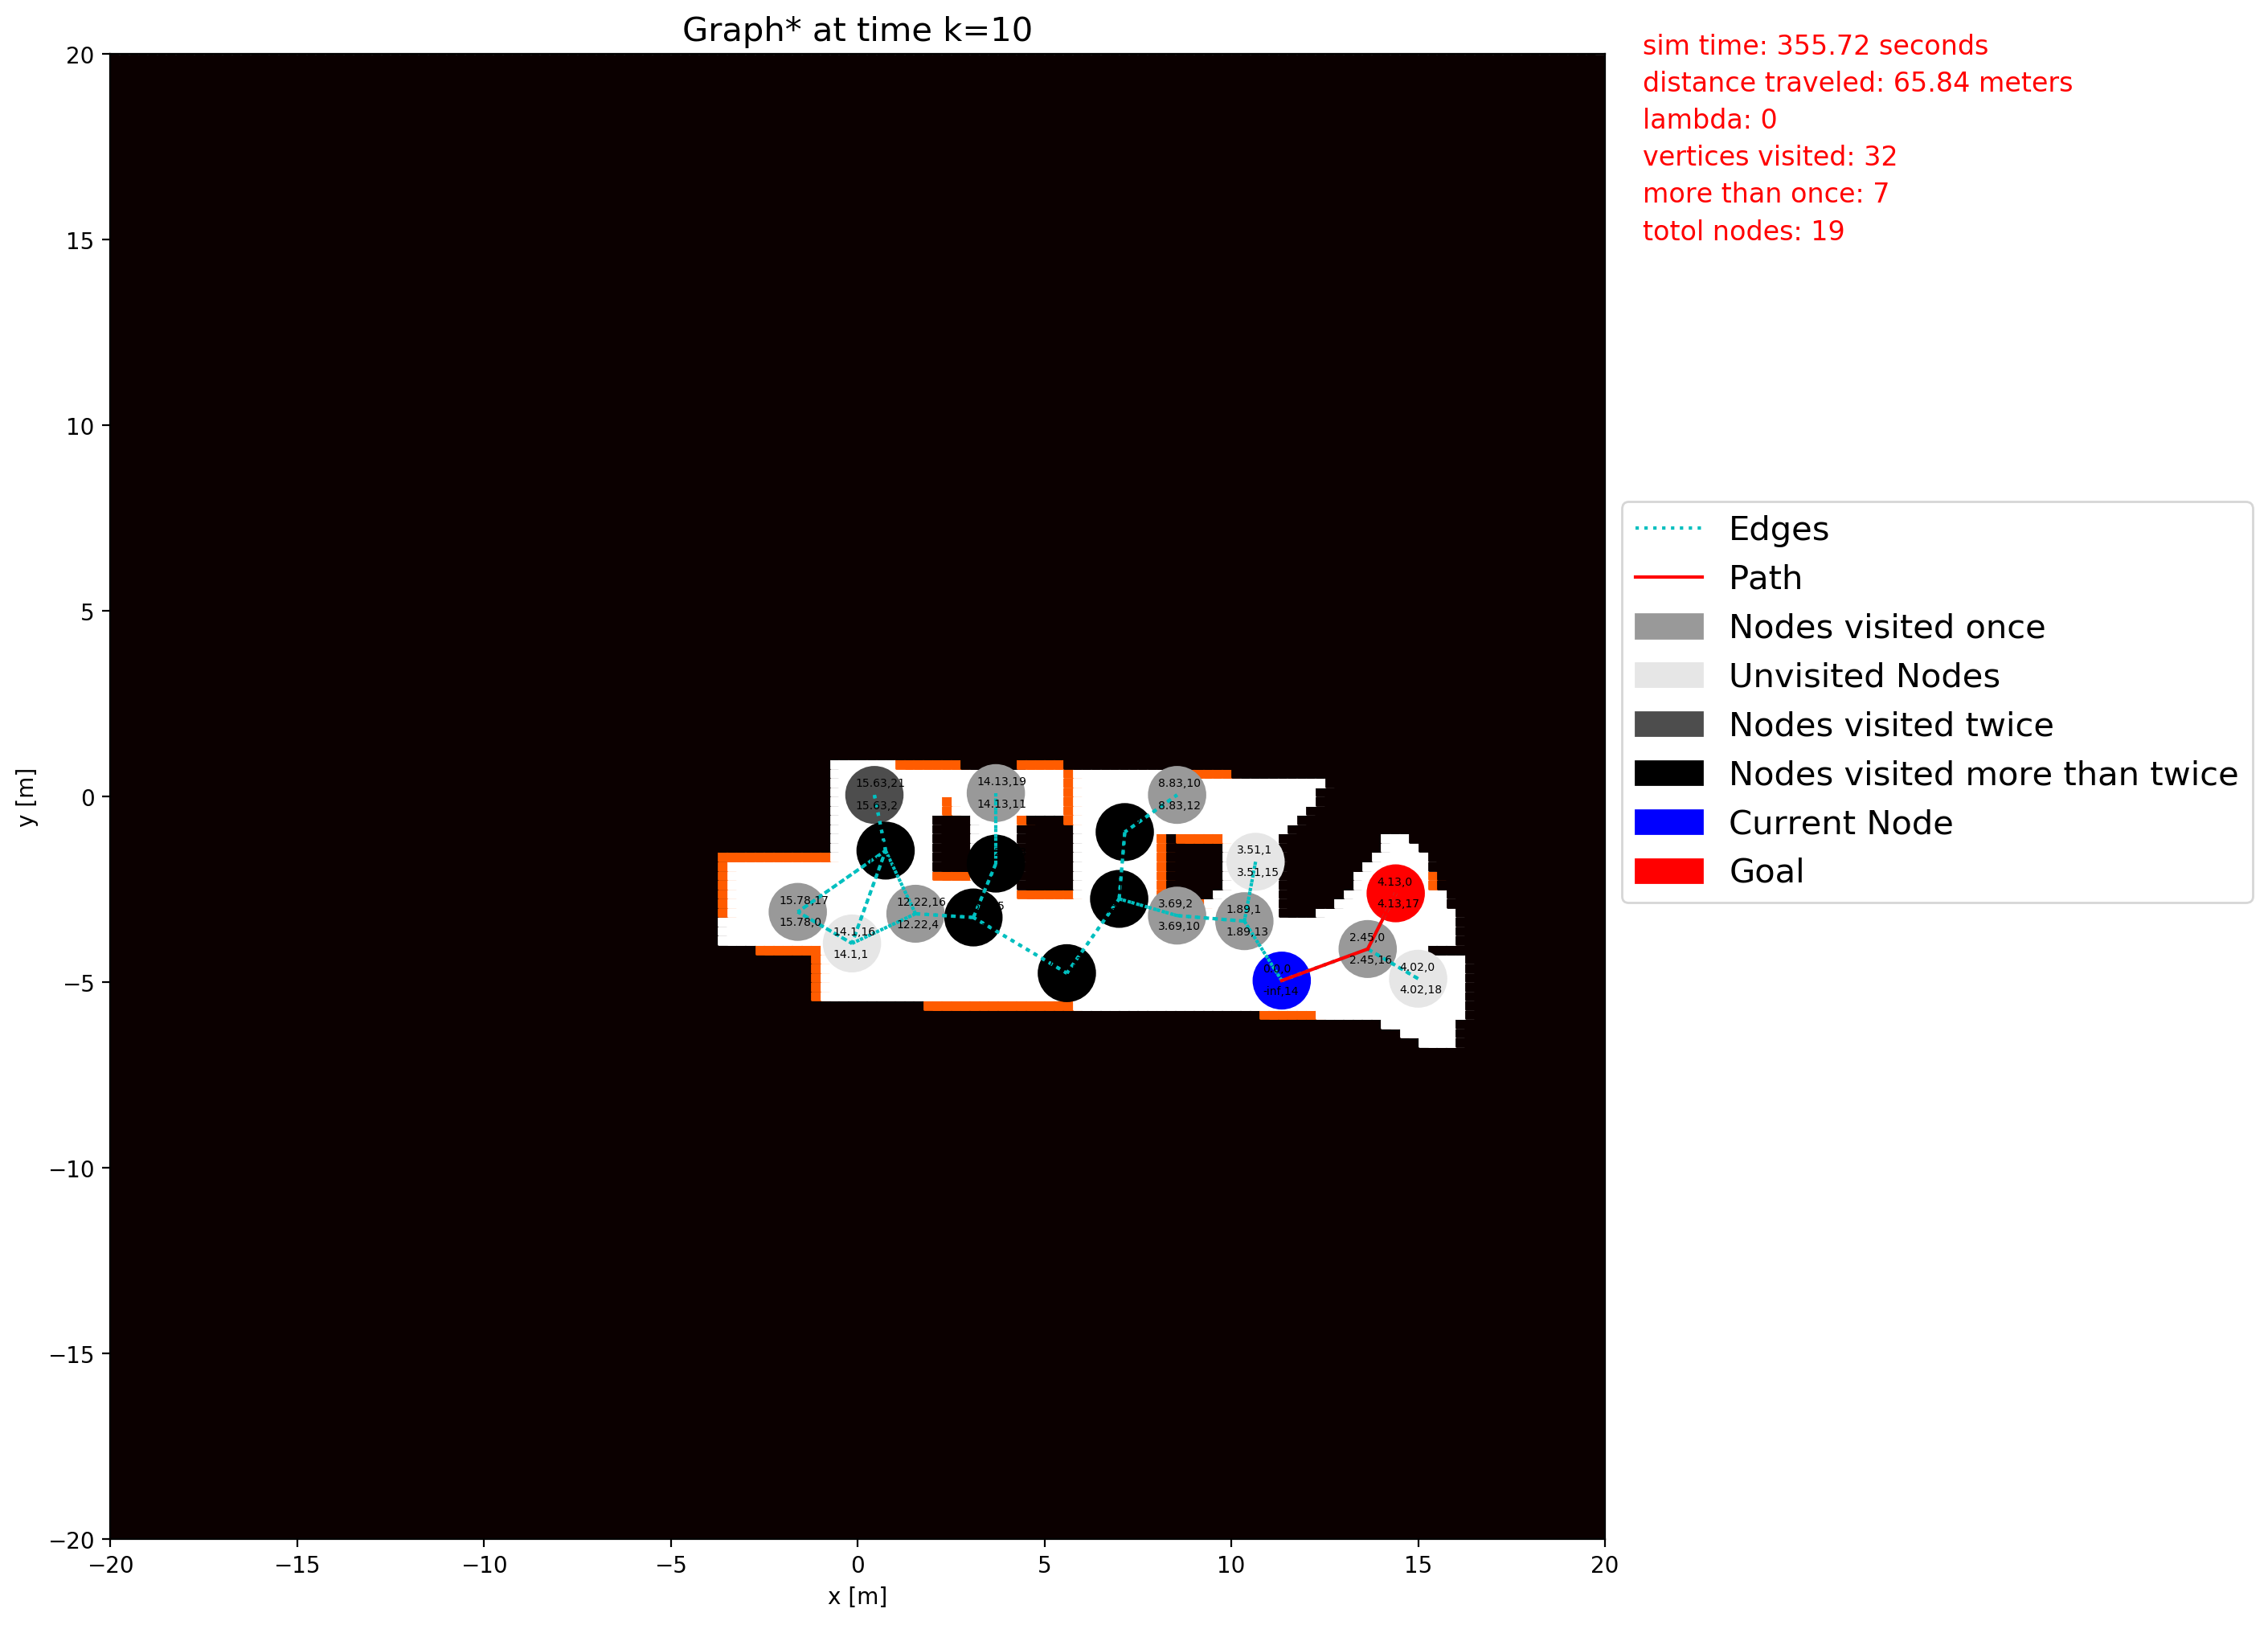 Graph* at time k=10
sim time: 355.72 seconds
distance traveled: 65.84 meters
lambda: 0
vertices visited: 32
more than once: 7
totol nodes: 19
20
15
10
5
0
−5
−10
−15
−20
y [m]
15.63,21
15.63,2
14.13,19
14.13,11
8.83,10
8.83,12
3.51,1
3.51,15
4.13,0
4.13,17
15.78,17
15.78,0
12.22,16
12.22,4
3.69,2
3.69,10
1.89,1
1.89,13
14.1,16
14.1,1
2.45,0
2.45,16
0.0,0
-inf,14
4.02,0
4.02,18
−20
−15
−10
−5
0
5
10
15
20
x [m]
Edges
Path
Nodes visited once
Unvisited Nodes
Nodes visited twice
Nodes visited more than twice
Current Node
Goal